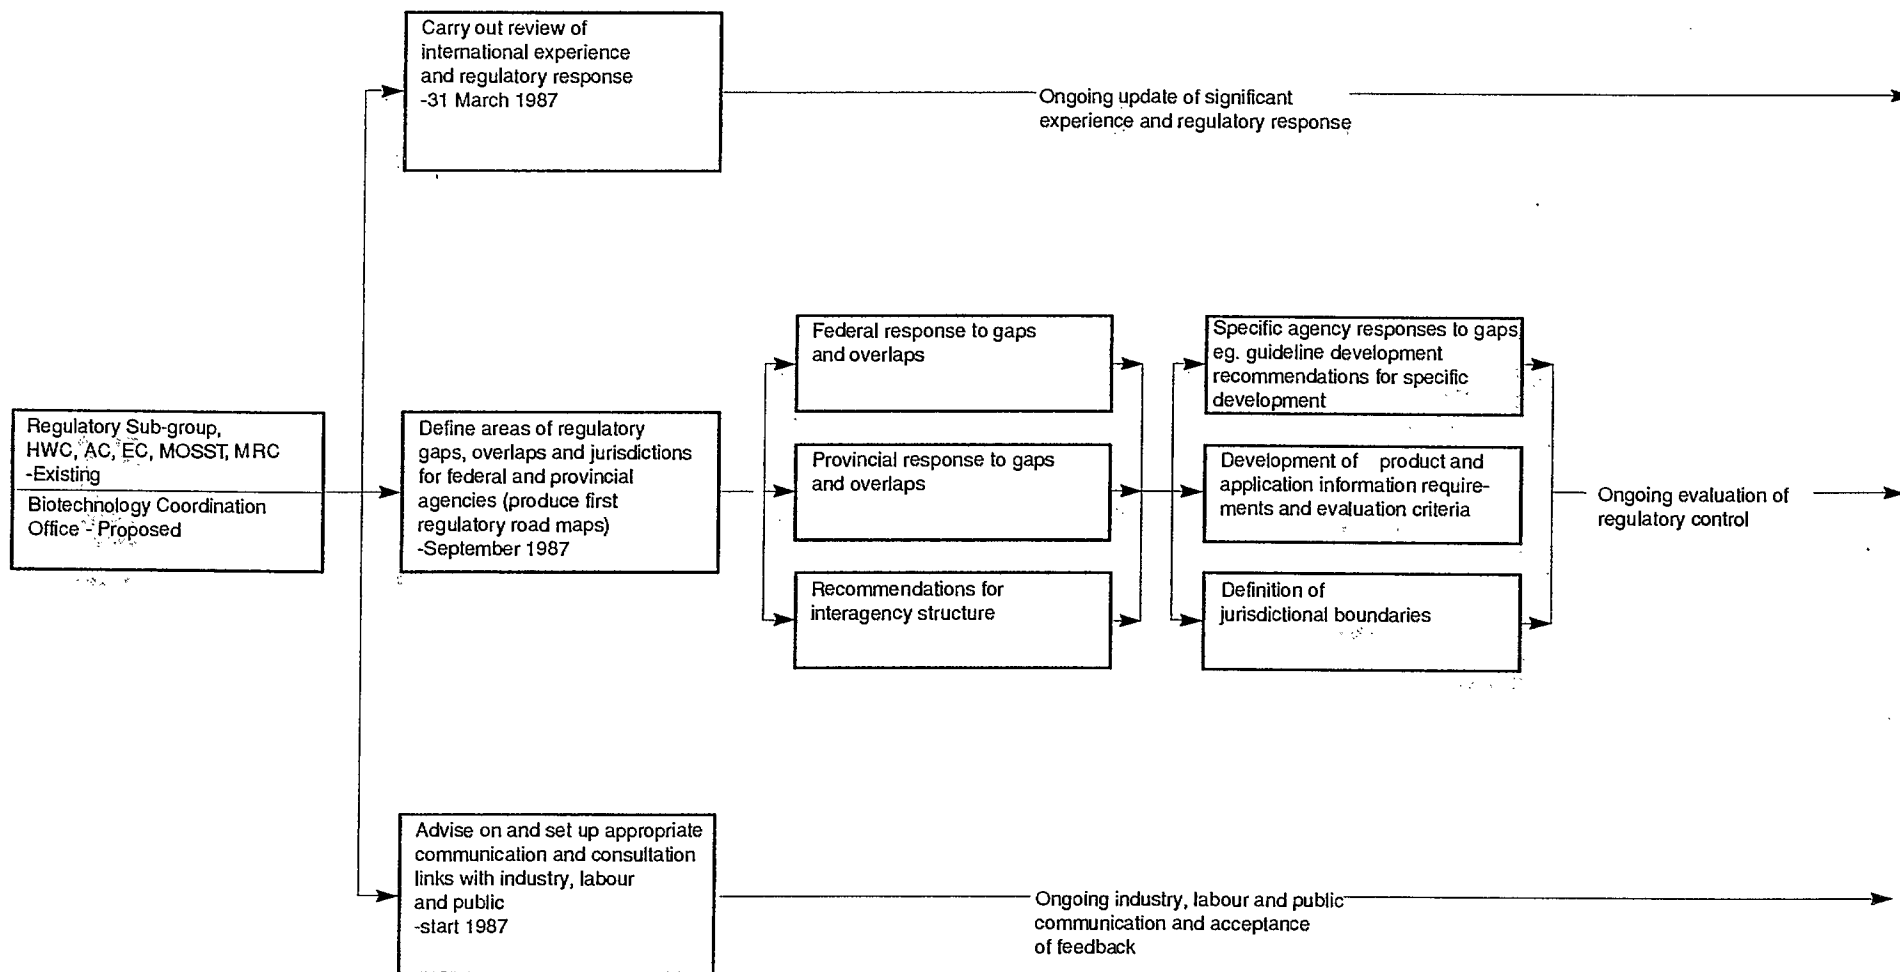 Carry out review of
international experience
and regulatory response
-31 March 1987
Ongoing update of significant
experience and regulatory response
Regulatory Sub-group,
HWC, AC, EC, MOSST, MRC
-Existing
Biotechnology Coordination
Office - Proposed
Define areas of regulatory
gaps, overlaps and jurisdictions
for federal and provincial
agencies (produce first
regulatory road maps)
-September 1987
Federal response to gaps
and overlaps
Provincial response to gaps
and overlaps
Recommendations for
interagency structure
Specific agency responses to gaps
eg. guideline development
recommendations for specific
development
Development of product and
application information require-
ments and evaluation criteria
Definition of
jurisdictional boundaries
Ongoing evaluation of
regulatory control
Advise on and set up appropriate
communication and consultation
links with industry, labour
and public
-start 1987
Ongoing industry, labour and public
communication and acceptance
of feedback